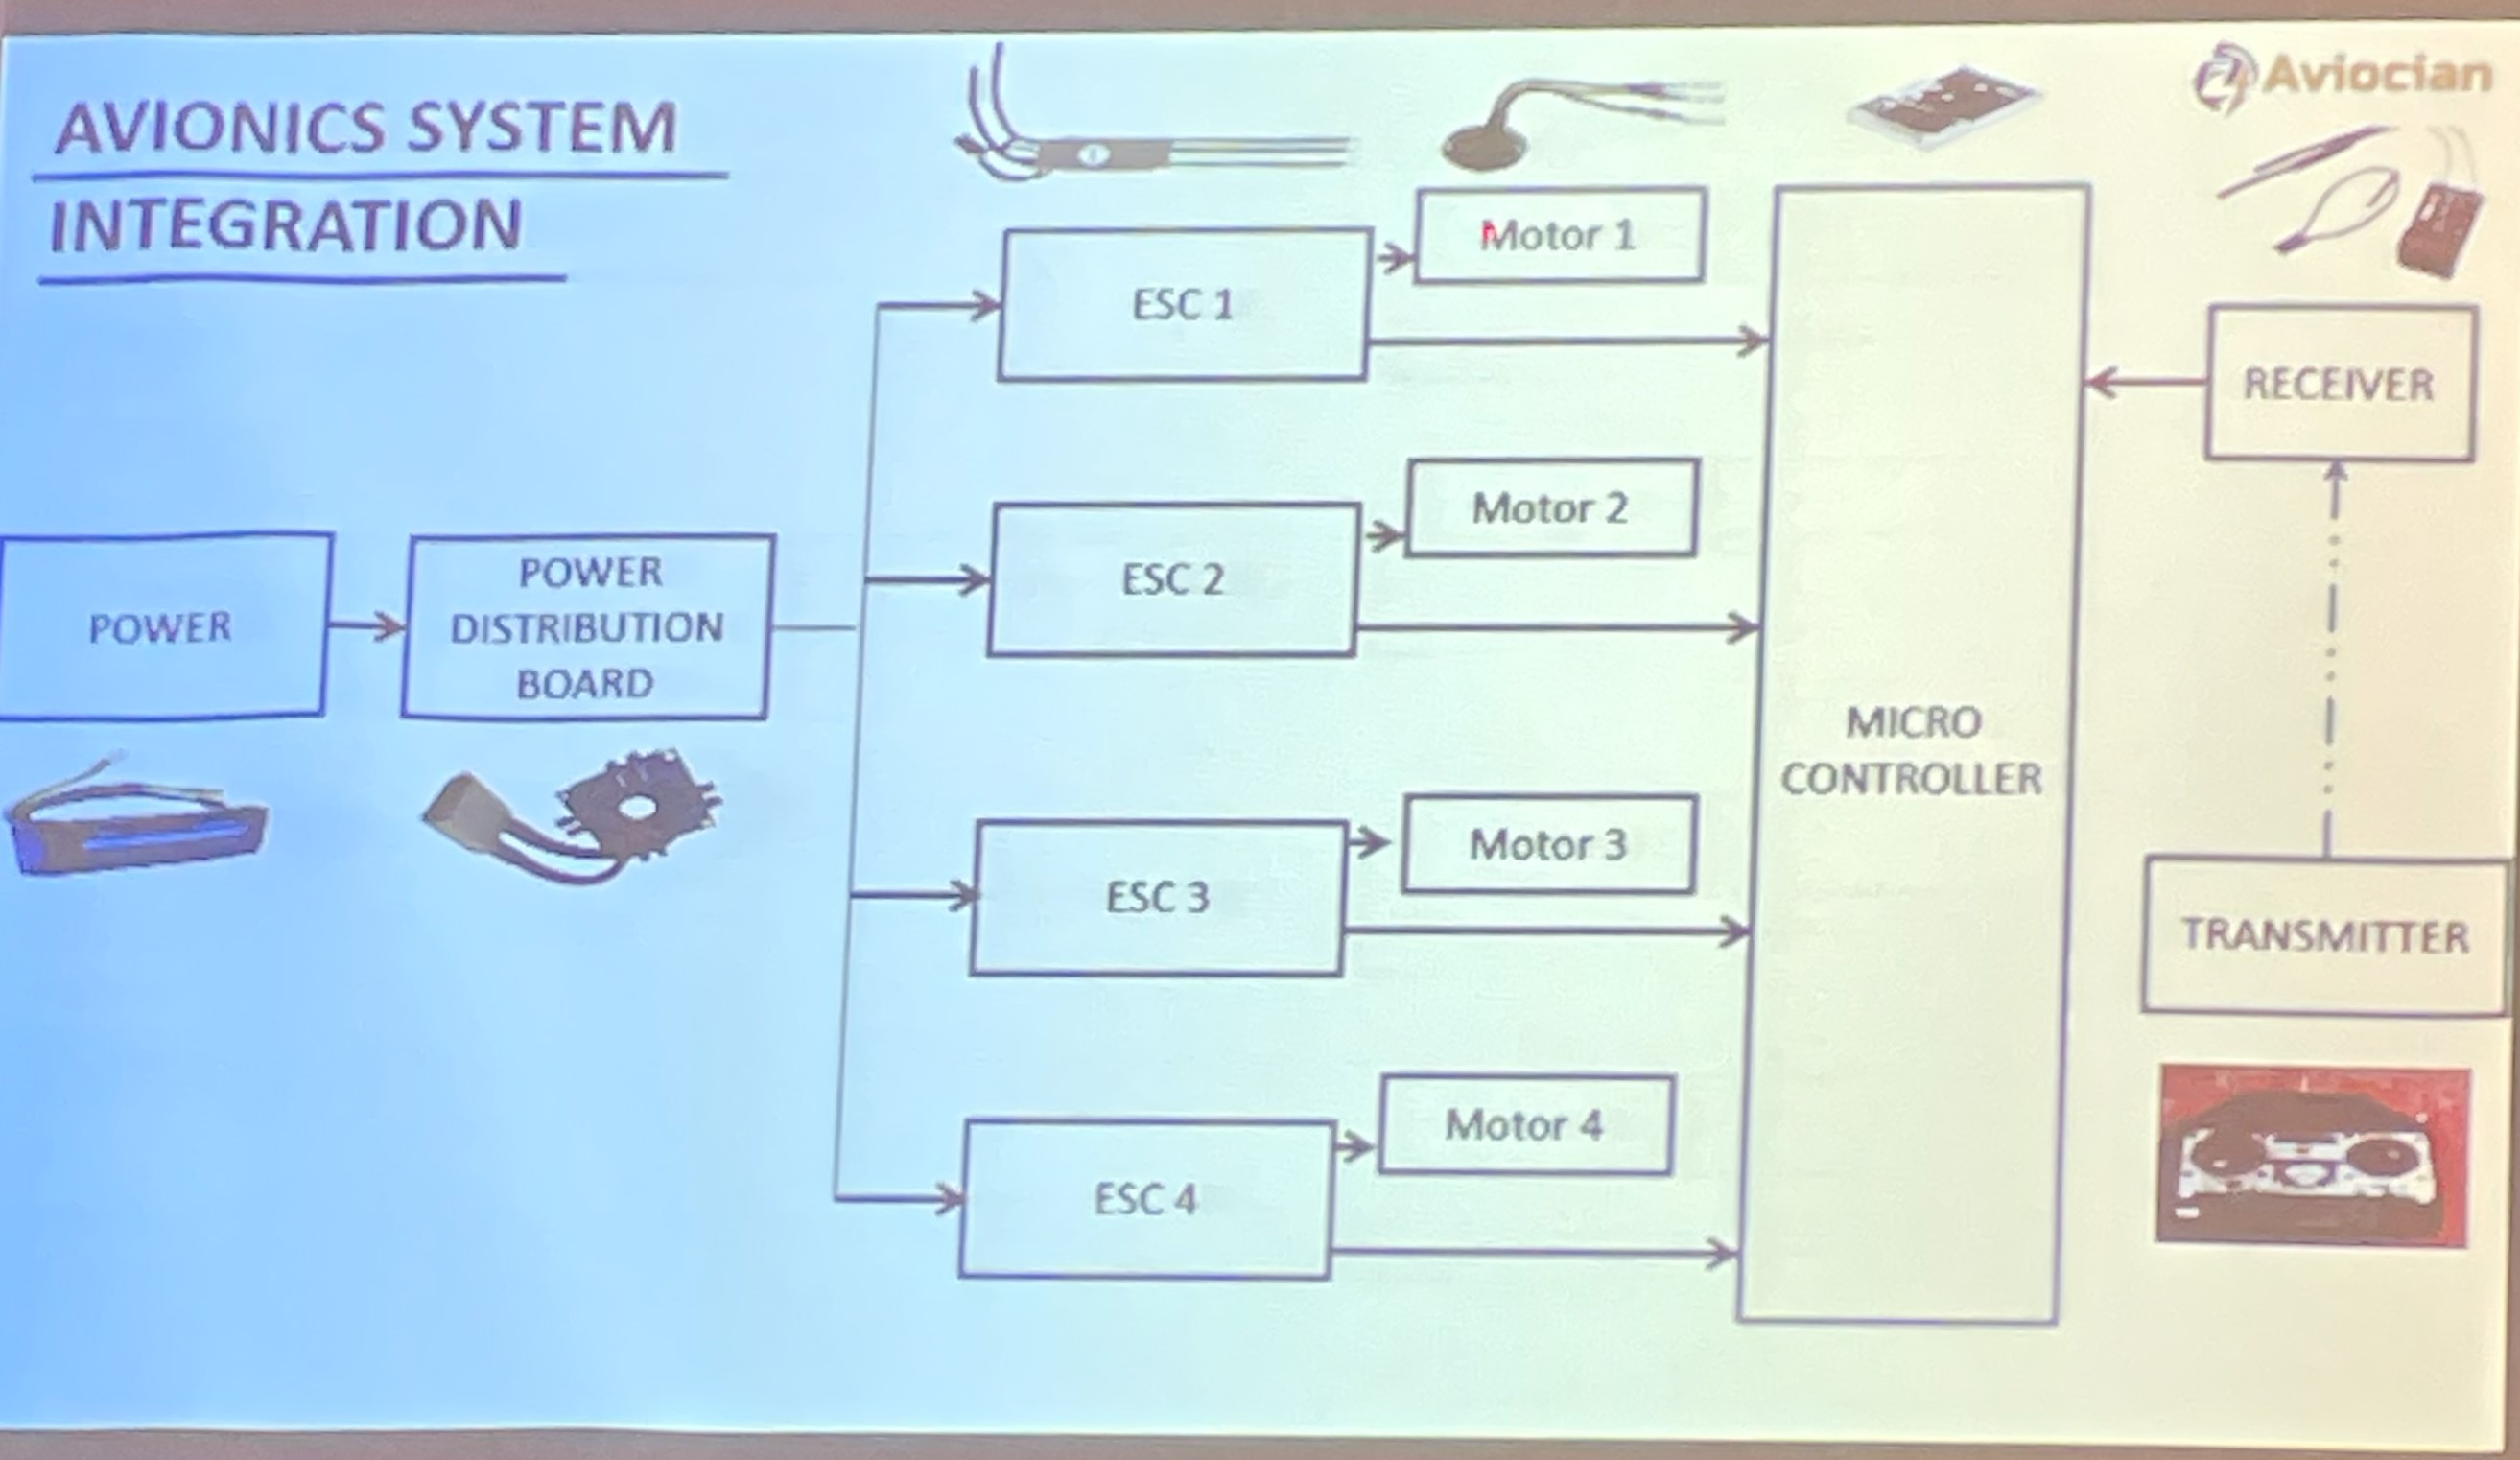 AVIONICS SYSTEM
INTEGRATION
Aviocian
POWER
POWER
DISTRIBUTION
BOARD
ESC 1
Motor 1
ESC 2
Motor 2
ESC 3
Motor 3
ESC 4
Motor 4
MICRO
CONTROLLER
RECEIVER
TRANSMITTER